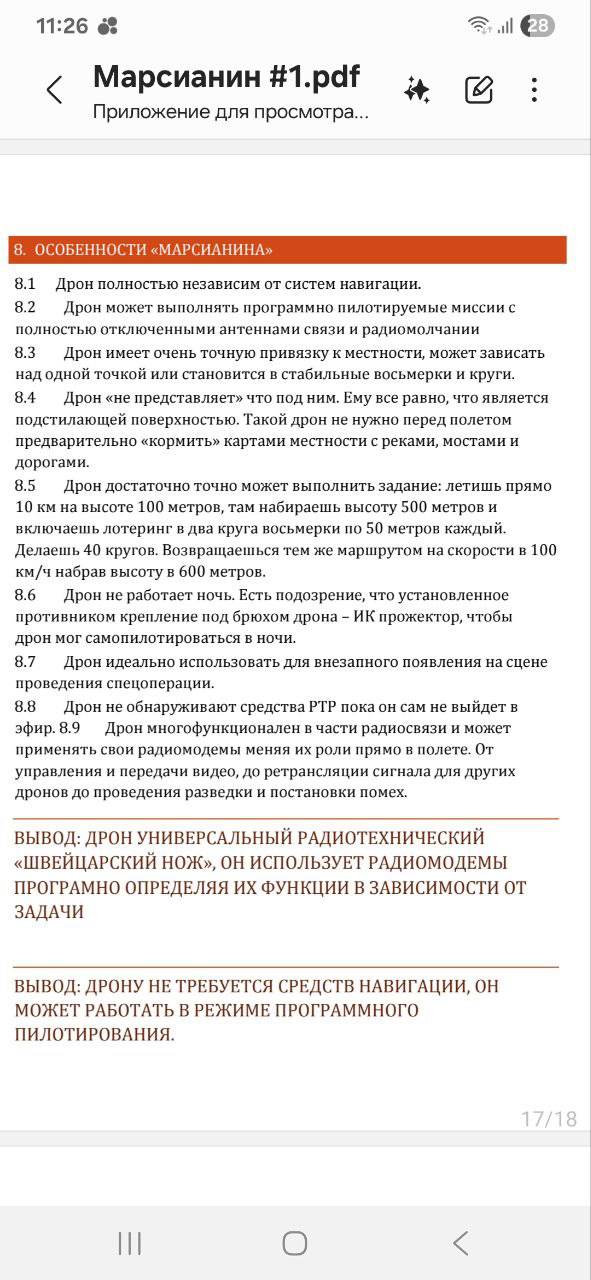 11:26
28
Марсианин #1.pdf
Приложение для просмотра...
8. ОСОБЕННОСТИ «МАРСИАНИНА»
8.1 Дрон полностью независим от систем навигации.
8.2 Дрон может выполнять программно пилотируемые миссии с
полностью отключенными антеннами связи и радиомолчании
8.3 Дрон имеет очень точную привязку к местности, может зависать
над одной точкой или становится в стабильные восьмерки и круги.
8.4 Дрон «не представляет» что под ним. Ему все равно, что является
подстилающей поверхностью. Такой дрон не нужно перед полетом
предварительно «кормить» картами местности с реками, мостами и
дорогами.
8.5 Дрон достаточно точно может выполнить задание: летишь прямо
10 км на высоте 100 метров, там набираешь высоту 500 метров и
включаешь лотеринг в два круга восьмерки по 50 метров каждый.
Делаешь 40 кругов. Возвращаешься тем же маршрутом на скорости в 100
км/ч набрав высоту в 600 метров.
8.6 Дрон не работает ночь. Есть подозрение, что установленное
противником крепление под брюхом дрона – ИК прожектор, чтобы
дрон мог самопилотироваться в ночи.
8.7 Дрон идеально использовать для внезапного появления на сцене
проведения спецоперации.
8.8 Дрон не обнаруживают средства РТР пока он сам не выйдет в
эфир. 8.9 Дрон многофункционален в части радиосвязи и может
применять свои радиомодемы меняя их роли прямо в полете. От
управления и передачи видео, до ретрансляции сигнала для других
дронов до проведения разведки и постановки помех.
ВЫВОД: ДРОН УНИВЕРСАЛЬНЫЙ РАДИОТЕХНИЧЕСКИЙ
«ШВЕЙЦАРСКИЙ НОЖ», ОН ИСПОЛЬЗУЕТ РАДИОМОДЕМЫ
ПРОГРАМНО ОПРЕДЕЛЯЯ ИХ ФУНКЦИИ В ЗАВИСИМОСТИ ОТ
ЗАДАЧИ
ВЫВОД: ДРОНУ НЕ ТРЕБУЕТСЯ СРЕДСТВ НАВИГАЦИИ, ОН
МОЖЕТ РАБОТАТЬ В РЕЖИМЕ ПРОГРАММНОГО
ПИЛОТИРОВАНИЯ.
17/18